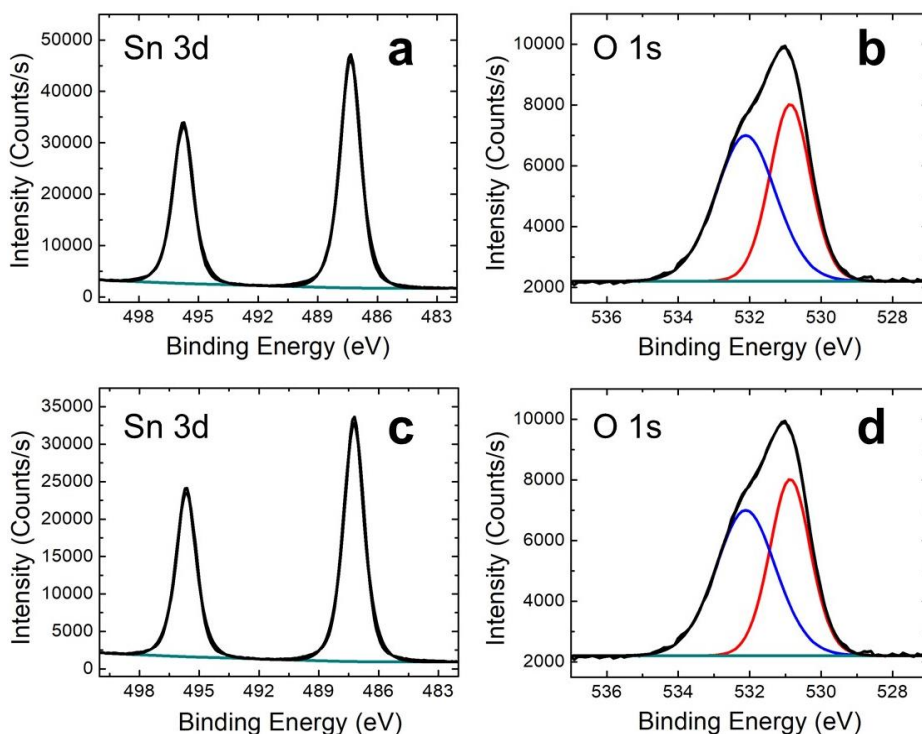 Sn 3d
a
Intensity (Counts/s)
50000
40000
30000
20000
10000
0
498 495 492 489 486 483
Binding Energy (eV)
O 1s
b
Intensity (Counts/s)
10000
8000
6000
4000
2000
536 534 532 530 528
Binding Energy (eV)
Sn 3d
c
Intensity (Counts/s)
35000
30000
25000
20000
15000
10000
5000
0
498 495 492 489 486 483
Binding Energy (eV)
O 1s
d
Intensity (Counts/s)
10000
8000
6000
4000
2000
536 534 532 530 528
Binding Energy (eV)